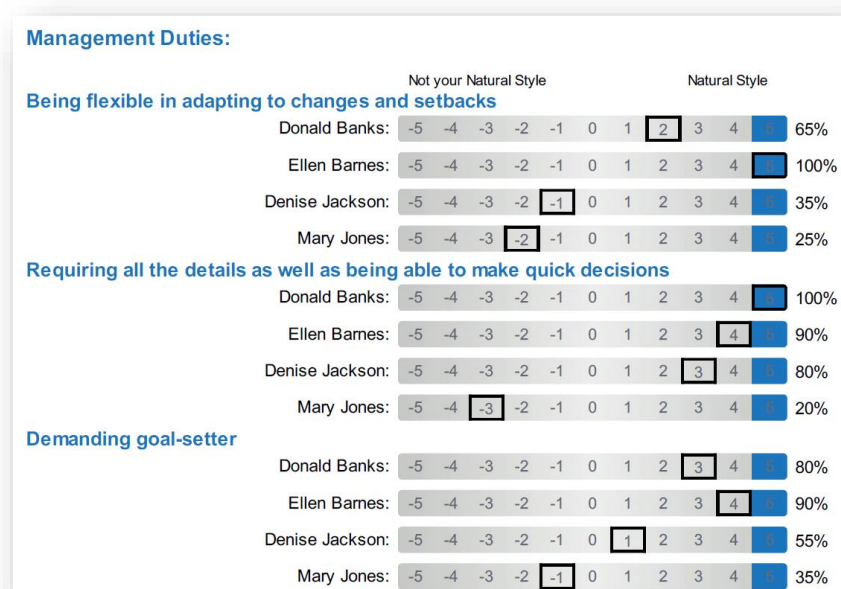 Management Duties:
Not your Natural Style Natural Style
Being flexible in adapting to changes and setbacks
Donald Banks: -5 -4 -3 -2 -1 0 1 2 3 4 5 65%
Ellen Barnes: -5 -4 -3 -2 -1 0 1 2 3 4 5 100%
Denise Jackson: -5 -4 -3 -2 -1 0 1 2 3 4 5 35%
Mary Jones: -5 -4 -3 -2 -1 0 1 2 3 4 5 25%
Requiring all the details as well as being able to make quick decisions
Donald Banks: -5 -4 -3 -2 -1 0 1 2 3 4 5 100%
Ellen Barnes: -5 -4 -3 -2 -1 0 1 2 3 4 5 90%
Denise Jackson: -5 -4 -3 -2 -1 0 1 2 3 4 5 80%
Mary Jones: -5 -4 -3 -2 -1 0 1 2 3 4 5 20%
Demanding goal-setter
Donald Banks: -5 -4 -3 -2 -1 0 1 2 3 4 5 80%
Ellen Barnes: -5 -4 -3 -2 -1 0 1 2 3 4 5 90%
Denise Jackson: -5 -4 -3 -2 -1 0 1 2 3 4 5 55%
Mary Jones: -5 -4 -3 -2 -1 0 1 2 3 4 5 35%